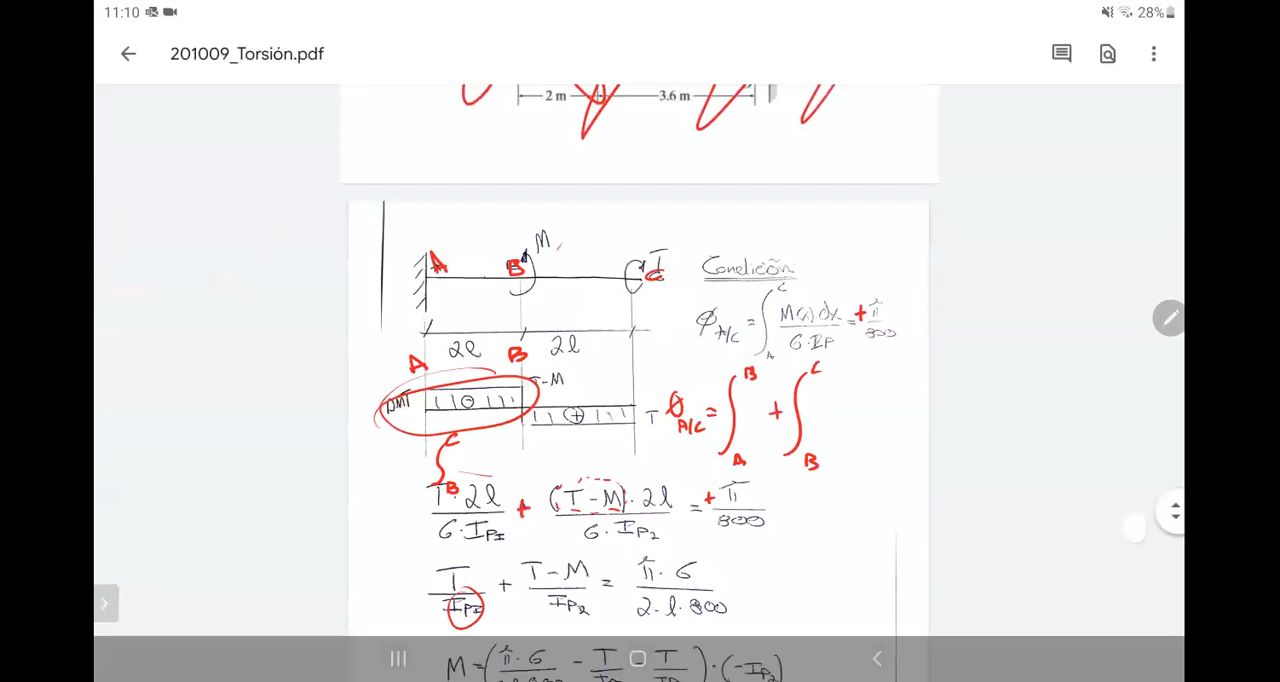 11:10 28%
201009_Torsión.pdf
2 m 3.6 m
M
A B T C
Condición
ϕA/C = ∫ A C M(x) dx / G·Ip = + π / 800
2l 2l
A B
DMT ⊖ T-M
⊕ T
θA/C = ∫ A B + ∫ B C
∫ B C
T·2l / G·Ip1 + (T-M)·2l / G·Ip2 = + π / 800
T / Ip1 + T-M / Ip2 = π·G / 2·l·800